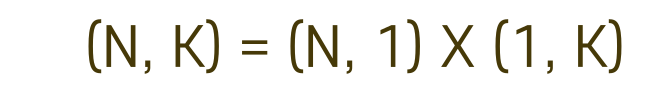 (N, K) = (N, 1) X (1, K)